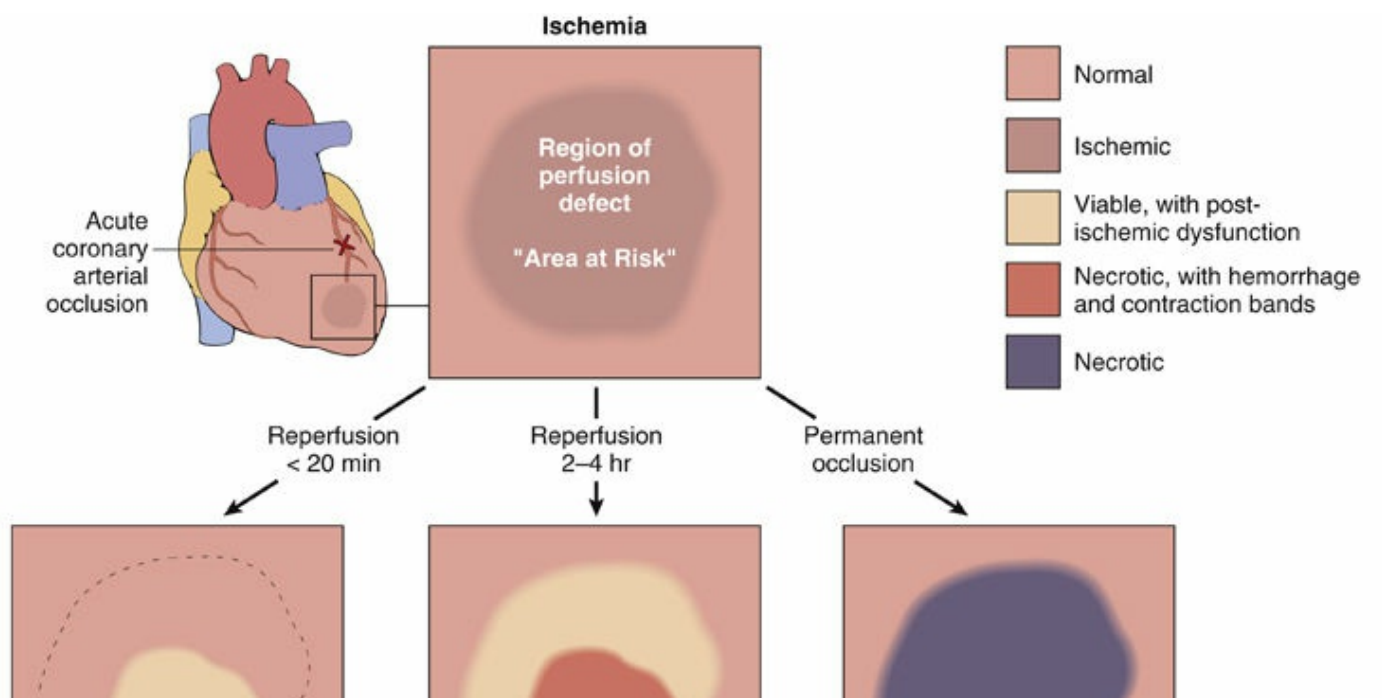 Ischemia
Region of
perfusion
defect
"Area at Risk"
Acute
coronary
arterial
occlusion
Normal
Ischemic
Viable, with post-
ischemic dysfunction
Necrotic, with hemorrhage
and contraction bands
Necrotic
Reperfusion
< 20 min
Reperfusion
2–4 hr
Permanent
occlusion